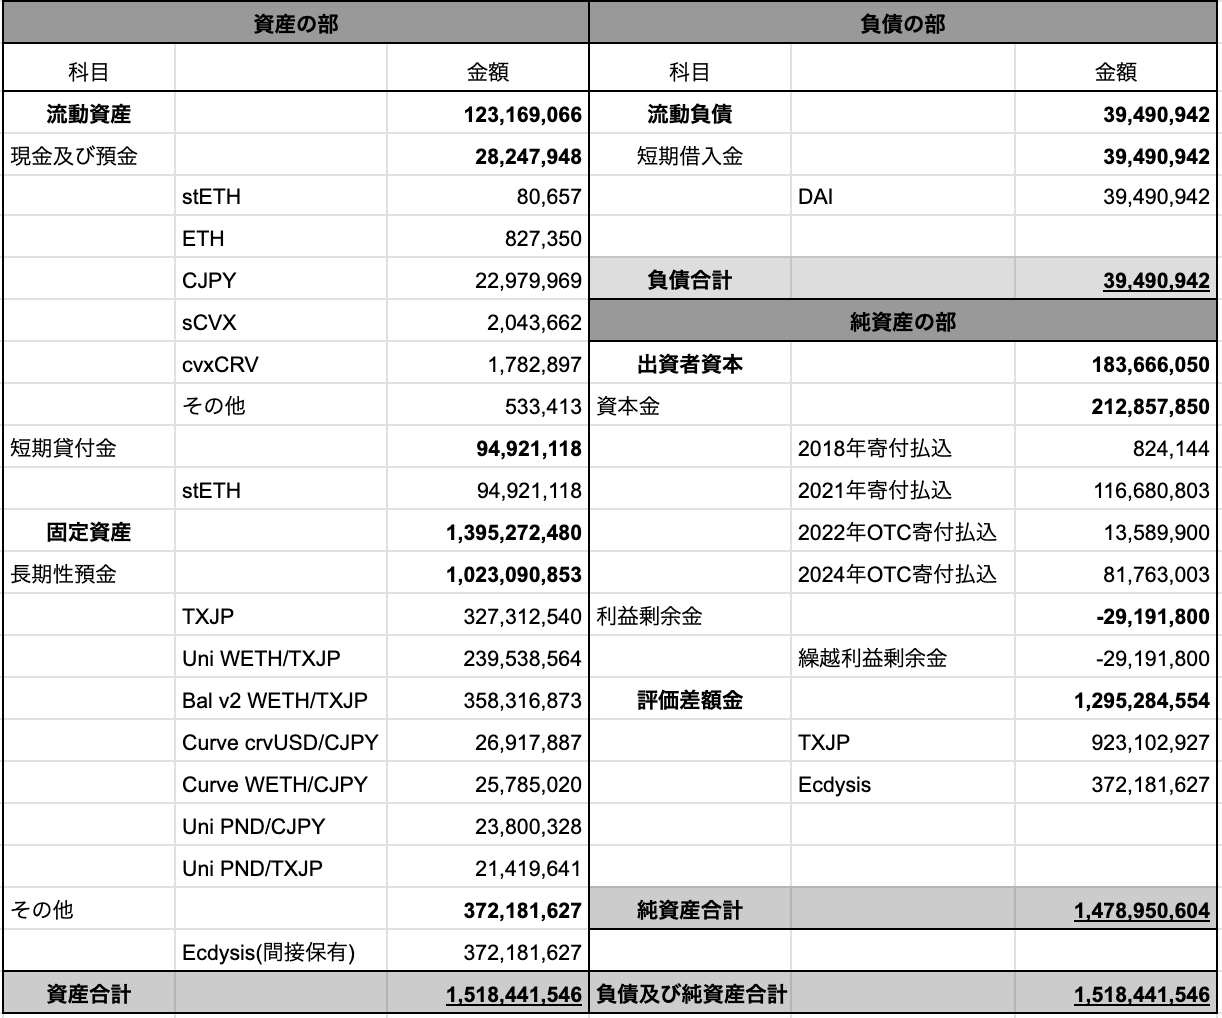 資産の部 負債の部
科目 金額 科目 金額
流動資産 123,169,066 流動負債 39,490,942
現金及び預金 28,247,948 短期借入金 39,490,942
stETH 80,657 DAI 39,490,942
ETH 827,350
CJPY 22,979,969 負債合計 39,490,942
sCVX 2,043,662 純資産の部
cvxCRV 1,782,897 出資者資本 183,666,050
その他 533,413 資本金 212,857,850
短期貸付金 94,921,118 2018年寄付払込 824,144
stETH 94,921,118 2021年寄付払込 116,680,803
固定資産 1,395,272,480 2022年OTC寄付払込 13,589,900
長期性預金 1,023,090,853 2024年OTC寄付払込 81,763,003
TXJP 327,312,540 利益剰余金 -29,191,800
Uni WETH/TXJP 239,538,564 繰越利益剰余金 -29,191,800
Bal v2 WETH/TXJP 358,316,873 評価差額金 1,295,284,554
Curve crvUSD/CJPY 26,917,887 TXJP 923,102,927
Curve WETH/CJPY 25,785,020 Ecdysis 372,181,627
Uni PND/CJPY 23,800,328
Uni PND/TXJP 21,419,641
その他 372,181,627 純資産合計 1,478,950,604
Ecdysis(間接保有) 372,181,627
資産合計 1,518,441,546 負債及び純資産合計 1,518,441,546